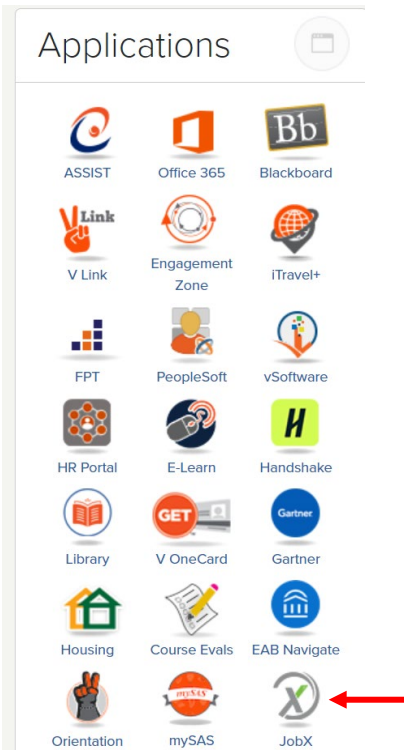 Applications
ASSIST
Office 365
Bb
Blackboard
Link
V Link
Engagement
Zone
iTravel+
FPT
PeopleSoft
vSoftware
HR Portal
E-Learn
H
Handshake
Library
GET
V OneCard
Gartner
Gartner
Housing
Course Evals
EAB Navigate
Orientation
mySAS
mySAS
X
JobX